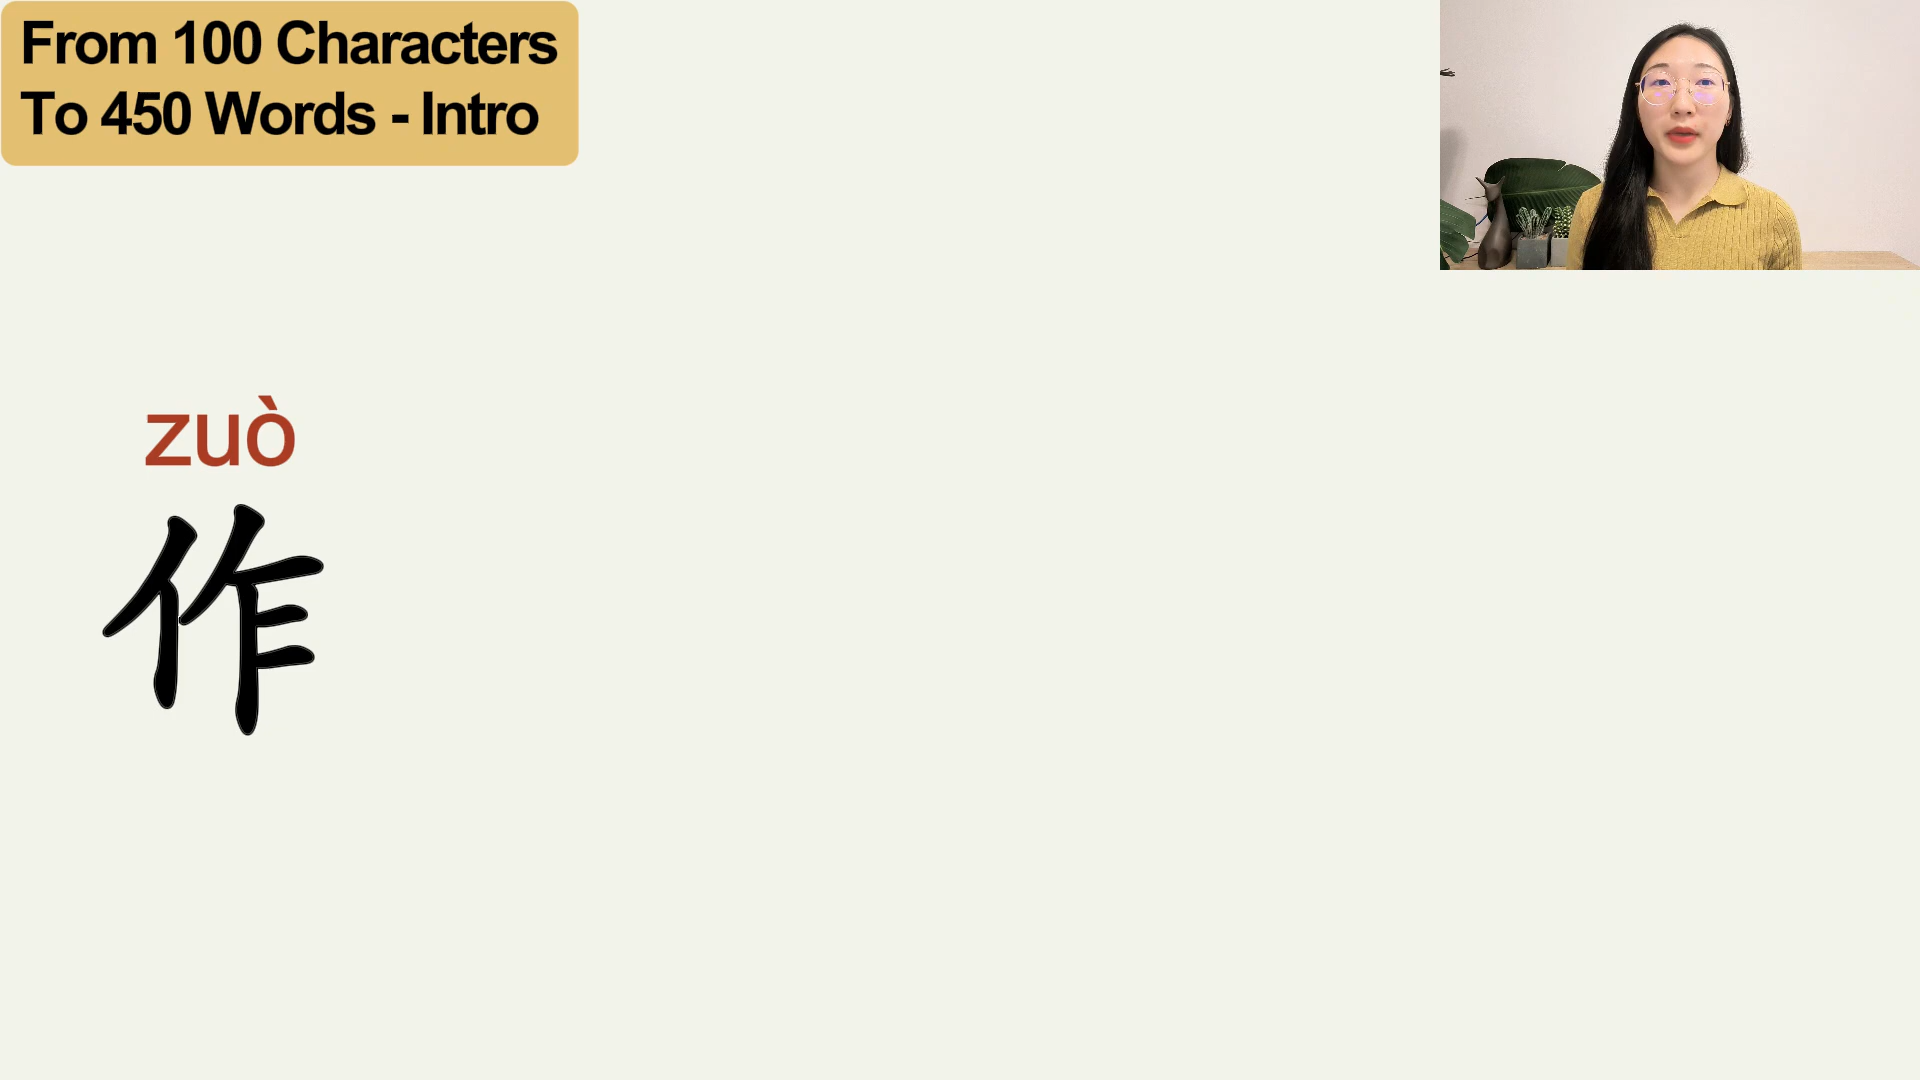 From 100 Characters
To 450 Words - Intro
zuò
作